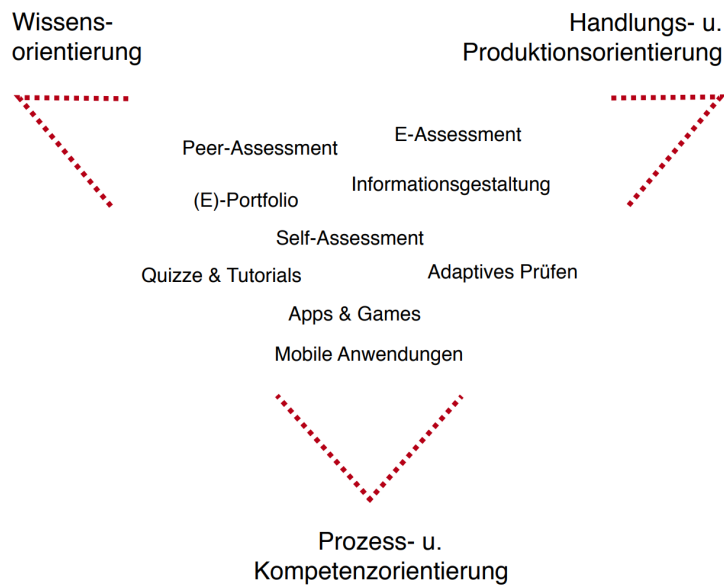 Wissens-
orientierung
Handlungs- u.
Produktionsorientierung
E-Assessment
Peer-Assessment
Informationsgestaltung
(E)-Portfolio
Self-Assessment
Quizze & Tutorials
Adaptives Prüfen
Apps & Games
Mobile Anwendungen
Prozess- u.
Kompetenzorientierung